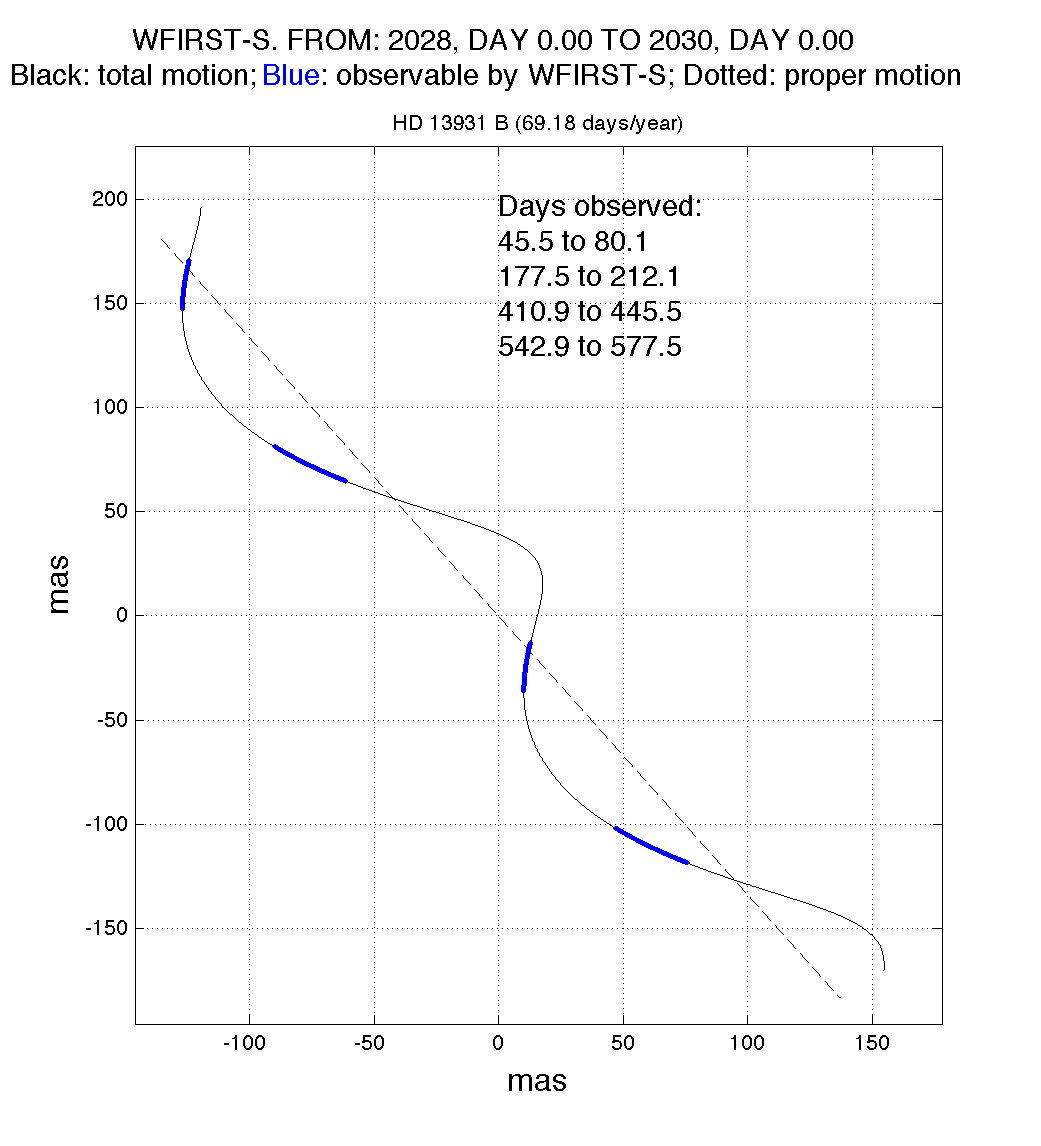 WFIRST-S. FROM: 2028, DAY 0.00 TO 2030, DAY 0.00
Black: total motion; Blue: observable by WFIRST-S; Dotted: proper motion
HD 13931 B (69.18 days/year)
Days observed:
45.5 to 80.1
177.5 to 212.1
410.9 to 445.5
542.9 to 577.5
200
150
100
50
0
-50
-100
-150
mas
-100 -50 0 50 100 150
mas